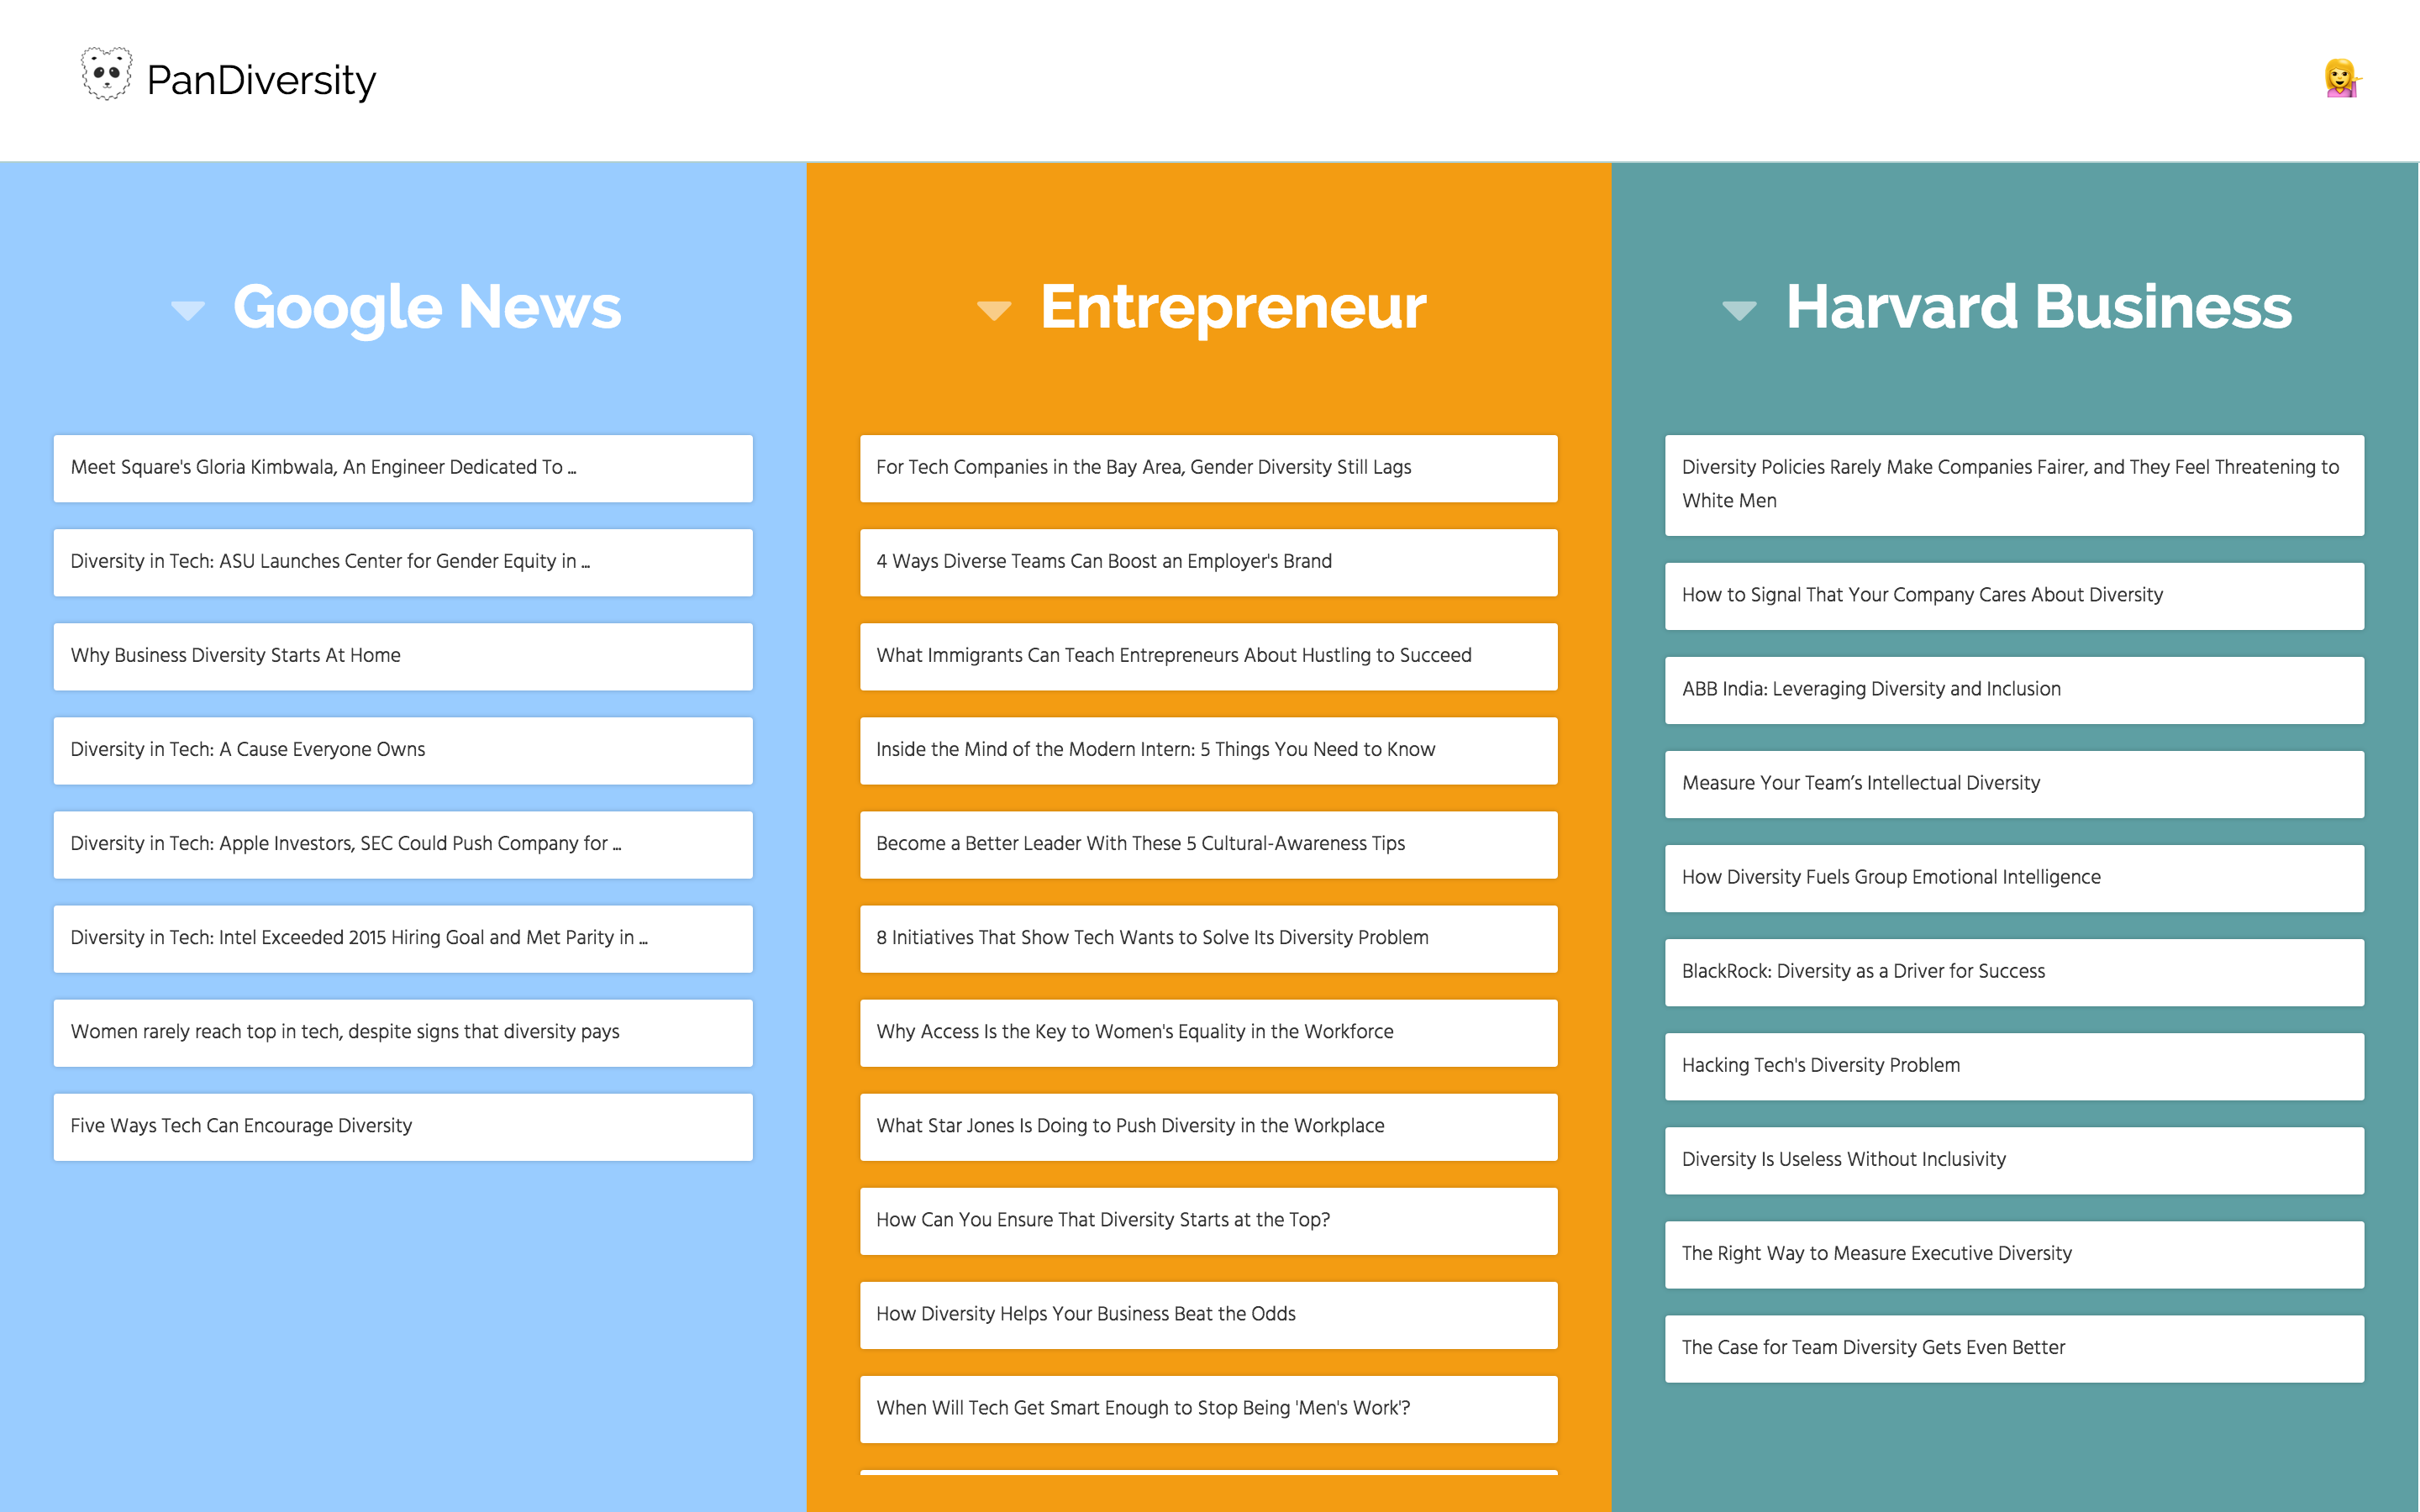 PanDiversity
Google News
Meet Square's Gloria Kimbwala, An Engineer Dedicated To ...
Diversity in Tech: ASU Launches Center for Gender Equity in ...
Why Business Diversity Starts At Home
Diversity in Tech: A Cause Everyone Owns
Diversity in Tech: Apple Investors, SEC Could Push Company for ...
Diversity in Tech: Intel Exceeded 2015 Hiring Goal and Met Parity in ...
Women rarely reach top in tech, despite signs that diversity pays
Five Ways Tech Can Encourage Diversity
Entrepreneur
For Tech Companies in the Bay Area, Gender Diversity Still Lags
4 Ways Diverse Teams Can Boost an Employer's Brand
What Immigrants Can Teach Entrepreneurs About Hustling to Succeed
Inside the Mind of the Modern Intern: 5 Things You Need to Know
Become a Better Leader With These 5 Cultural-Awareness Tips
8 Initiatives That Show Tech Wants to Solve Its Diversity Problem
Why Access Is the Key to Women's Equality in the Workforce
What Star Jones Is Doing to Push Diversity in the Workplace
How Can You Ensure That Diversity Starts at the Top?
How Diversity Helps Your Business Beat the Odds
When Will Tech Get Smart Enough to Stop Being 'Men's Work'?
Harvard Business
Diversity Policies Rarely Make Companies Fairer, and They Feel Threatening to
White Men
How to Signal That Your Company Cares About Diversity
ABB India: Leveraging Diversity and Inclusion
Measure Your Team’s Intellectual Diversity
How Diversity Fuels Group Emotional Intelligence
BlackRock: Diversity as a Driver for Success
Hacking Tech's Diversity Problem
Diversity Is Useless Without Inclusivity
The Right Way to Measure Executive Diversity
The Case for Team Diversity Gets Even Better